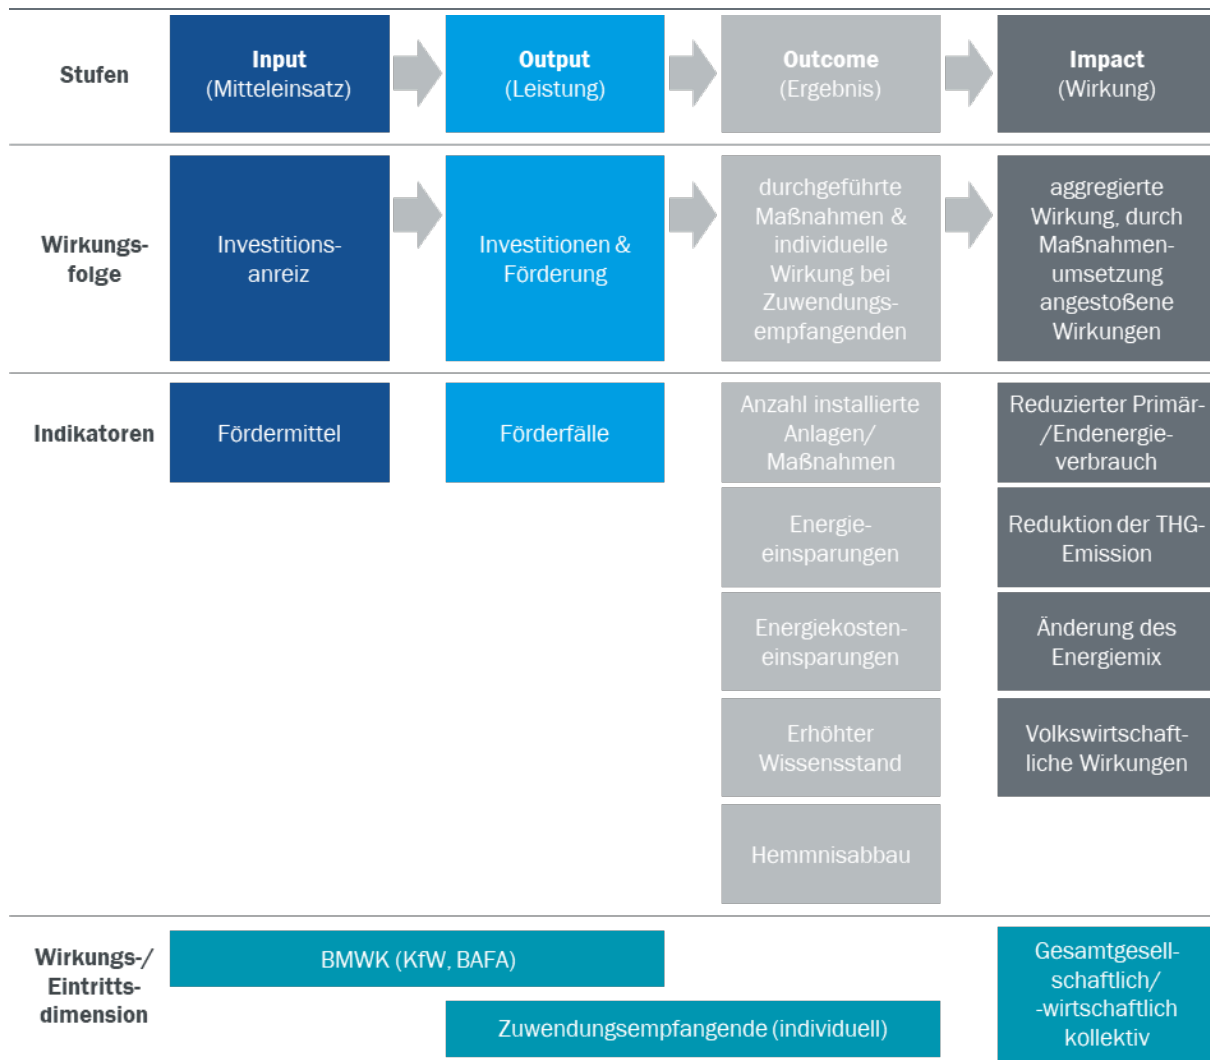 Stufen
Input
(Mitteleinsatz)
Output
(Leistung)
Outcome
(Ergebnis)
Impact
(Wirkung)
Wirkungs-
folge
Investitions-
anreiz
Investitionen &
Förderung
durchgeführte
Maßnahmen &
individuelle
Wirkung bei
Zuwendungs-
empfangenden
aggregierte
Wirkung, durch
Maßnahmen-
umsetzung
angestoßene
Wirkungen
Indikatoren
Fördermittel
Förderfälle
Anzahl installierte
Anlagen/
Maßnahmen
Reduzierter Primär-
/Endenergie-
verbrauch
Energie-
einsparungen
Reduktion der THG-
Emission
Energiekosten-
einsparungen
Änderung des
Energiemix
Erhöhter
Wissensstand
Volkswirtschaft-
liche Wirkungen
Hemmnisabbau
Wirkungs-/
Eintritts-
dimension
BMWK (KfW, BAFA)
Zuwendungsempfangende (individuell)
Gesamtgesell-
schaftlich/
-wirtschaftlich
kollektiv